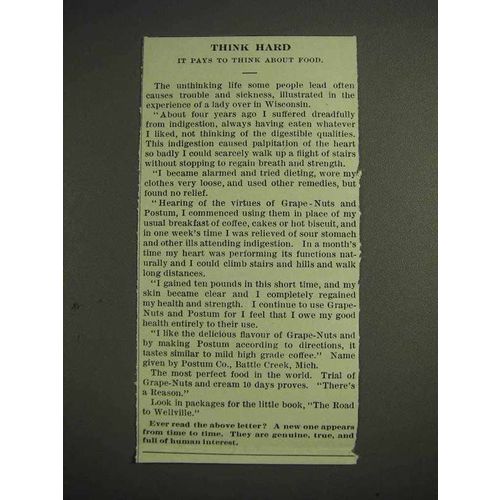 THINK HARD
IT PAYS TO THINK ABOUT FOOD.
The unthinking life some people lead often
causes trouble and sickness, illustrated in the
experience of a lady over in Wisconsin.
"About four years ago I suffered dreadfully
from indigestion, always having eaten whatever
I liked, not thinking of the digestible qualities.
This indigestion caused palpitation of the heart
so badly I could scarcely walk up a flight of stairs
without stopping to regain breath and strength.
"I became alarmed and tried dieting, wore my
clothes very loose, and used other remedies, but
found no relief.
"Hearing of the virtues of Grape-Nuts and
Postum, I commenced using them in place of my
usual breakfast of coffee, cakes or hot biscuit, and
in one week's time I was relieved of sour stomach
and other ills attending indigestion. In a month's
time my heart was performing its functions nat-
urally and I could climb stairs and hills and walk
long distances.
"I gained ten pounds in this short time, and my
skin became clear and I completely regained
my health and strength. I continue to use Grape-
Nuts and Postum for I feel that I owe my good
health entirely to their use.
"I like the delicious flavour of Grape-Nuts and
by making Postum according to directions, it
tastes similar to mild high grade coffee." Name
given by Postum Co., Battle Creek, Mich.
The most perfect food in the world. Trial of
Grape-Nuts and cream 10 days proves. "There's
a Reason."
Look in packages for the little book, "The Road
to Wellville."
Ever read the above letter? A new one appears
from time to time. They are genuine, true, and
full of human interest.